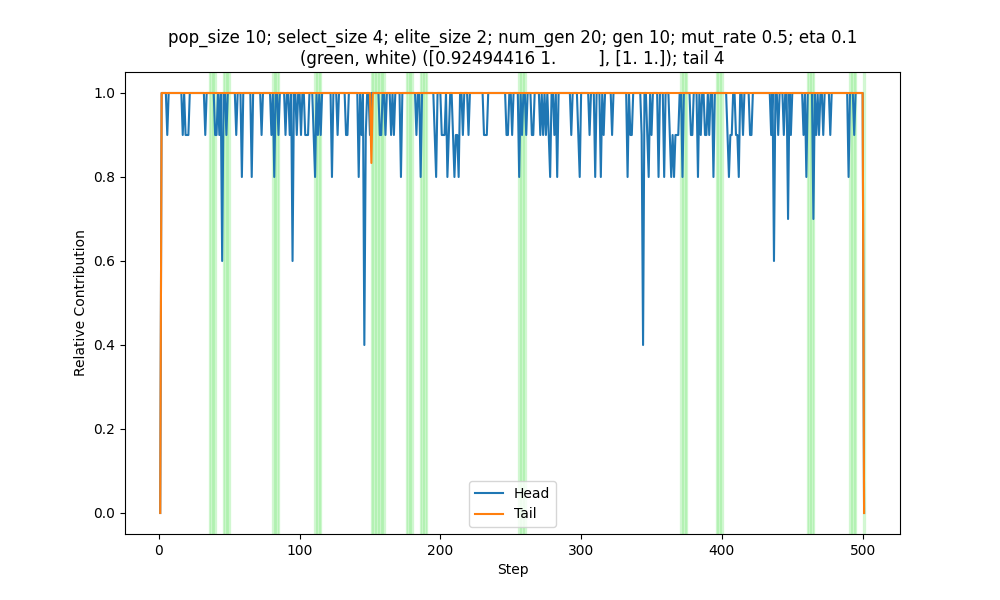 pop_size 10; select_size 4; elite_size 2; num_gen 20; gen 10; mut_rate 0.5; eta 0.1
(green, white) ([0.92494416 1.        ], [1. 1.]); tail 4
1.0
0.8
0.6
0.4
0.2
0.0
Relative Contribution
Head
Tail
0 100 200 300 400 500
Step